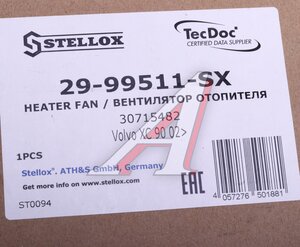 STELLOX
TecDoc
CERTIFIED DATA SUPPLIER
29-99511-SX
HEATER FAN / ВЕНТИЛЯТОР ОТОПИТЕЛЯ
30715482
Volvo XC 90 02>
1PCS
Stellox®, ATH&S GmbH, Germany
Get more info on www.stellox.com
EAC
ST0094
4 057276 501881